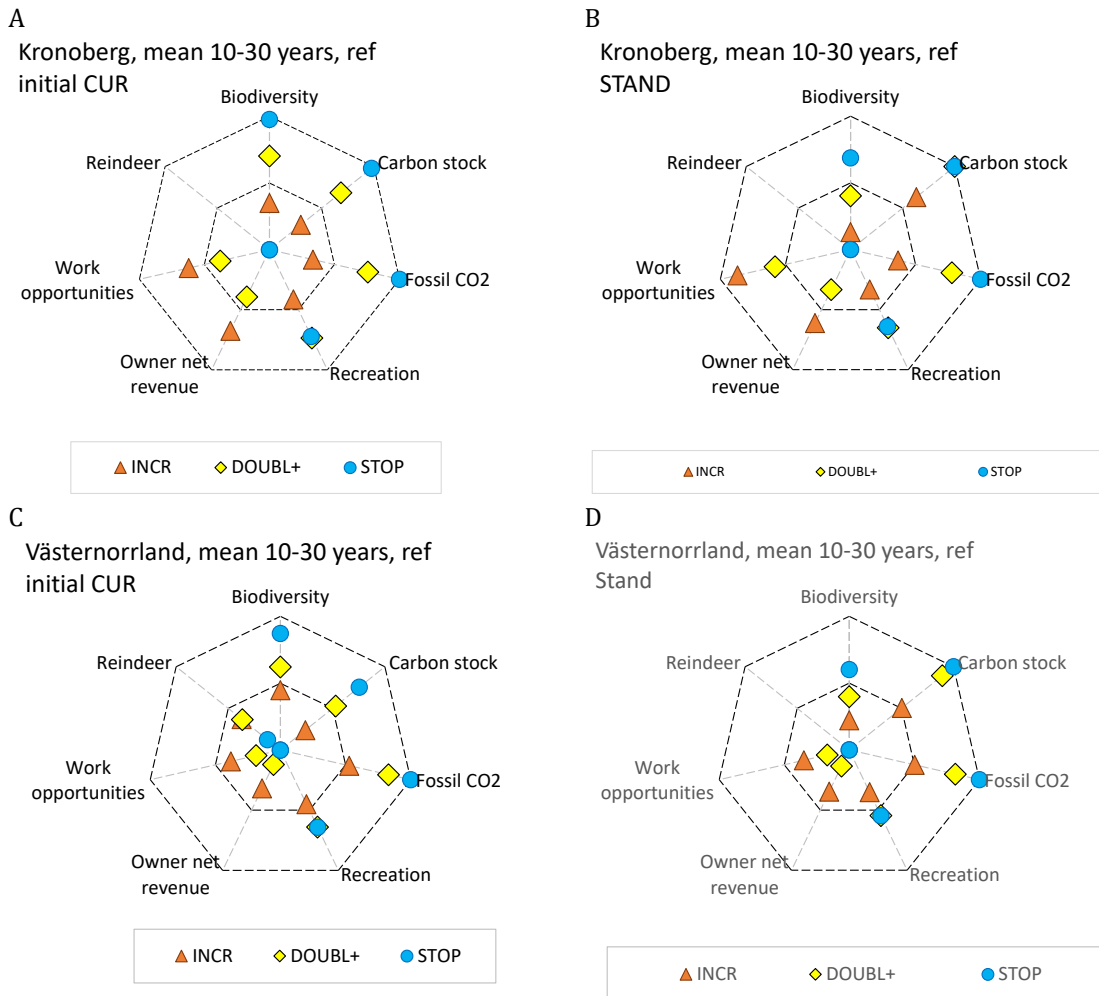 A
Kronoberg, mean 10-30 years, ref
initial CUR
Biodiversity
Reindeer
Carbon stock
Work
opportunities
Fossil CO2
Owner net
revenue
Recreation
INCR DOUBL+ STOP
B
Kronoberg, mean 10-30 years, ref
STAND
Biodiversity
Reindeer
Carbon stock
Work
opportunities
Fossil CO2
Owner net
revenue
Recreation
INCR DOUBL+ STOP
C
Västernorrland, mean 10-30 years, ref
initial CUR
Biodiversity
Reindeer
Carbon stock
Work
opportunities
Fossil CO2
Owner net
revenue
Recreation
INCR DOUBL+ STOP
D
Västernorrland, mean 10-30 years, ref
Stand
Biodiversity
Reindeer
Carbon stock
Work
opportunities
Fossil CO2
Owner net
revenue
Recreation
INCR DOUBL+ STOP